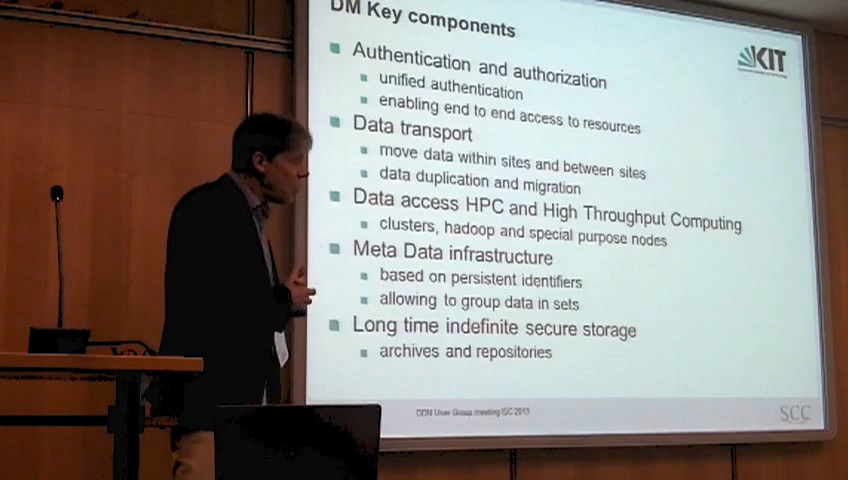 DM Key components
KIT
Authentication and authorization
unified authentication
enabling end to end access to resources
Data transport
move data within sites and between sites
data duplication and migration
Data access HPC and High Throughput Computing
clusters, hadoop and special purpose nodes
Meta Data infrastructure
based on persistent identifiers
allowing to group data in sets
Long time indefinite secure storage
archives and repositories
DDN User Group meeting ISC 2013
SCC